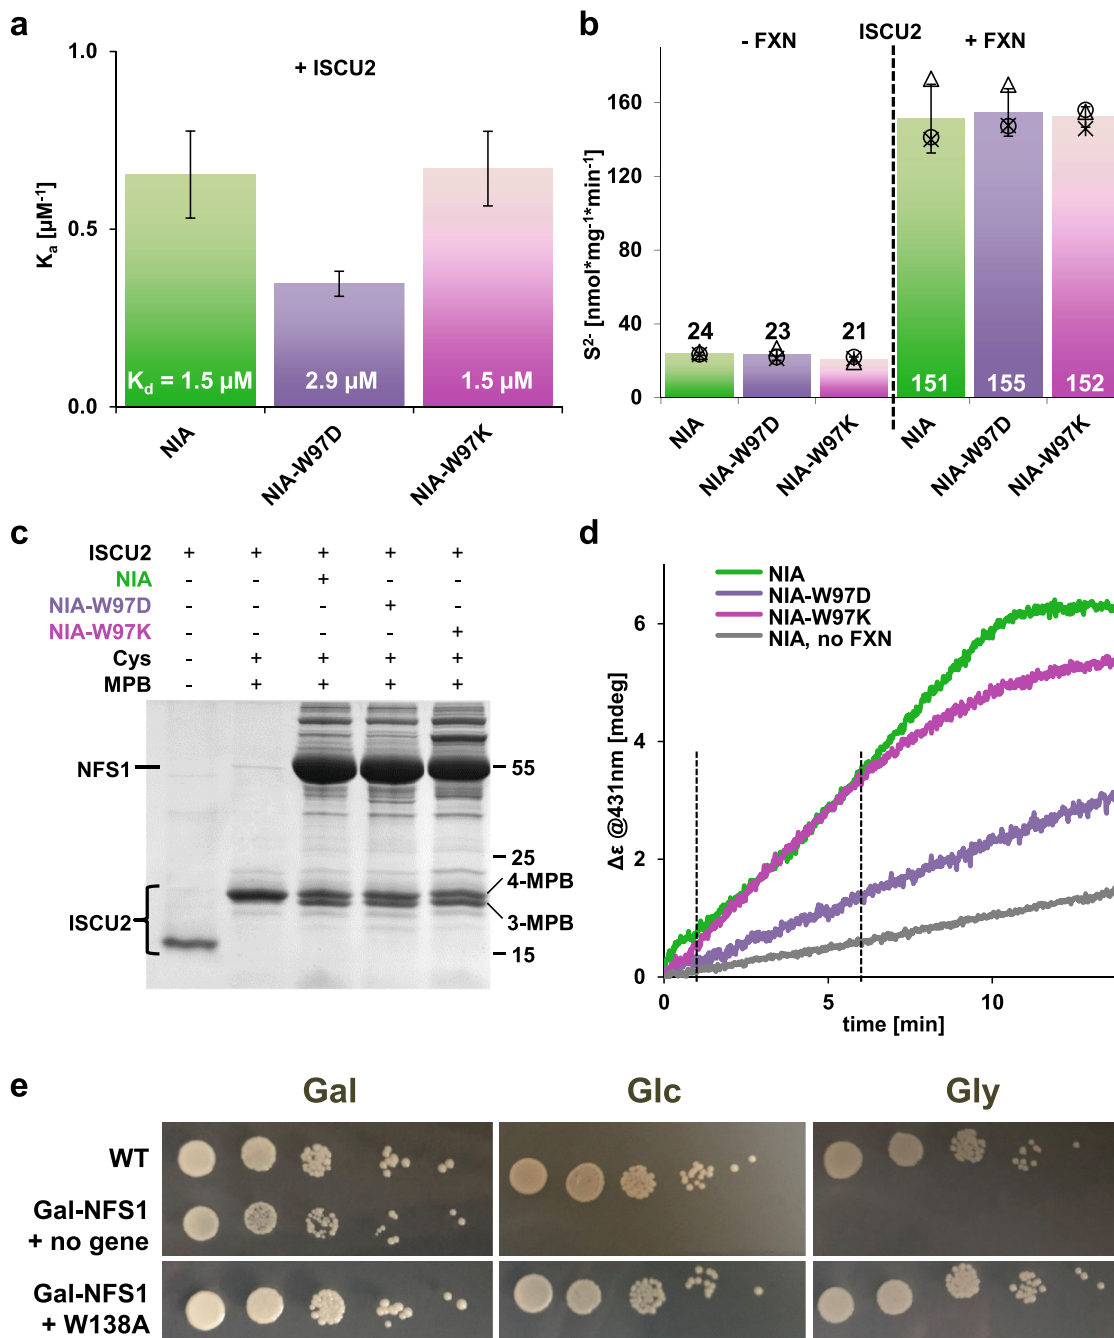 a
1.0
+ ISCU2
0.5
Kₐ [µM⁻¹]
K_d = 1.5 µM
2.9 µM
1.5 µM
0.0
NIA
NIA-W97D
NIA-W97K
b
- FXN
ISCU2
+ FXN
160
120
80
40
0
S²⁻ [nmol*mg⁻¹*min⁻¹]
24
23
21
151
155
152
NIA
NIA-W97D
NIA-W97K
NIA
NIA-W97D
NIA-W97K
c
ISCU2 + + + + +
NIA - - + - -
NIA-W97D - - - + -
NIA-W97K - - - - +
Cys - + + + +
MPB - + + + +
NFS1
55
25
4-MPB
ISCU2
3-MPB
15
d
NIA
NIA-W97D
NIA-W97K
NIA, no FXN
6
4
2
0
Δε @431nm [mdeg]
0
5
10
time [min]
e
Gal
Glc
Gly
WT
Gal-NFS1
+ no gene
Gal-NFS1
+ W138A